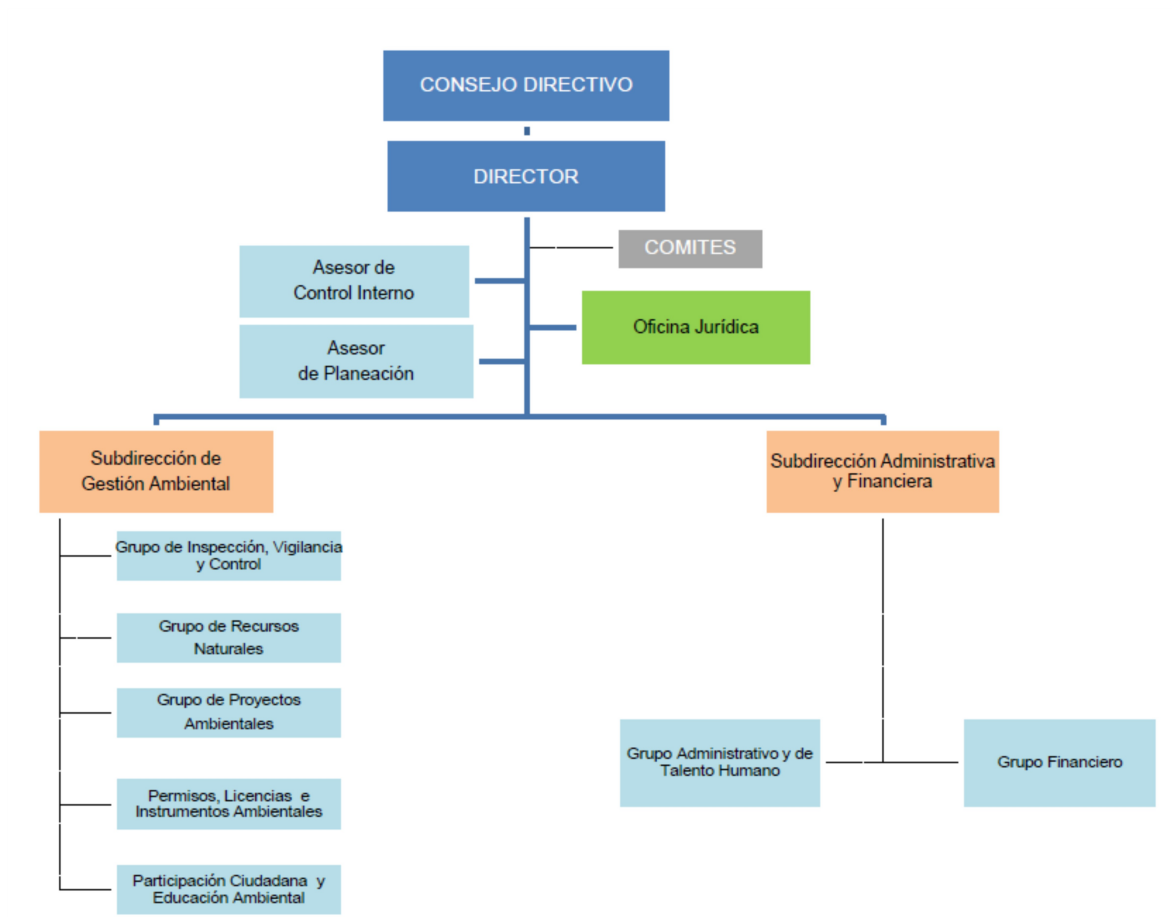 CONSEJO DIRECTIVO
DIRECTOR
COMITES
Asesor de
Control Interno
Oficina Jurídica
Asesor
de Planeación
Subdirección de
Gestión Ambiental
Subdirección Administrativa
y Financiera
Grupo de Inspección, Vigilancia
y Control
Grupo de Recursos
Naturales
Grupo de Proyectos
Ambientales
Permisos, Licencias e
Instrumentos Ambientales
Participación Ciudadana y
Educación Ambiental
Grupo Administrativo y de
Talento Humano
Grupo Financiero